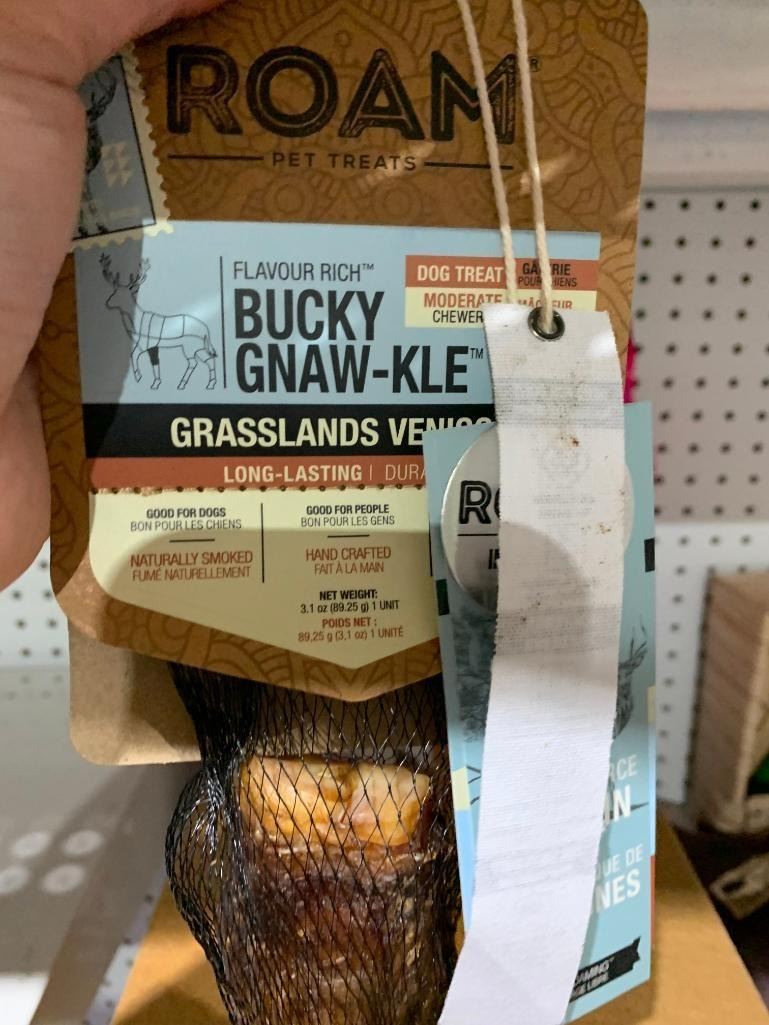 ROAM®
PET TREATS
FLAVOUR RICH™
BUCKY
GNAW-KLE™
DOG TREAT
MODERATE
CHEWER
GRASSLANDS
LONG-LASTING |
GOOD FOR DOGS
BON POUR LES CHIENS
NATURALLY SMOKED
FUMÉ NATURELLEMENT
GOOD FOR PEOPLE
BON POUR LES GENS
HAND CRAFTED
FAIT À LA MAIN
NET WEIGHT:
3.1 oz (89.25 g) 1 UNIT
POIDS NET :
89,25 g (3,1 oz) 1 UNITÉ